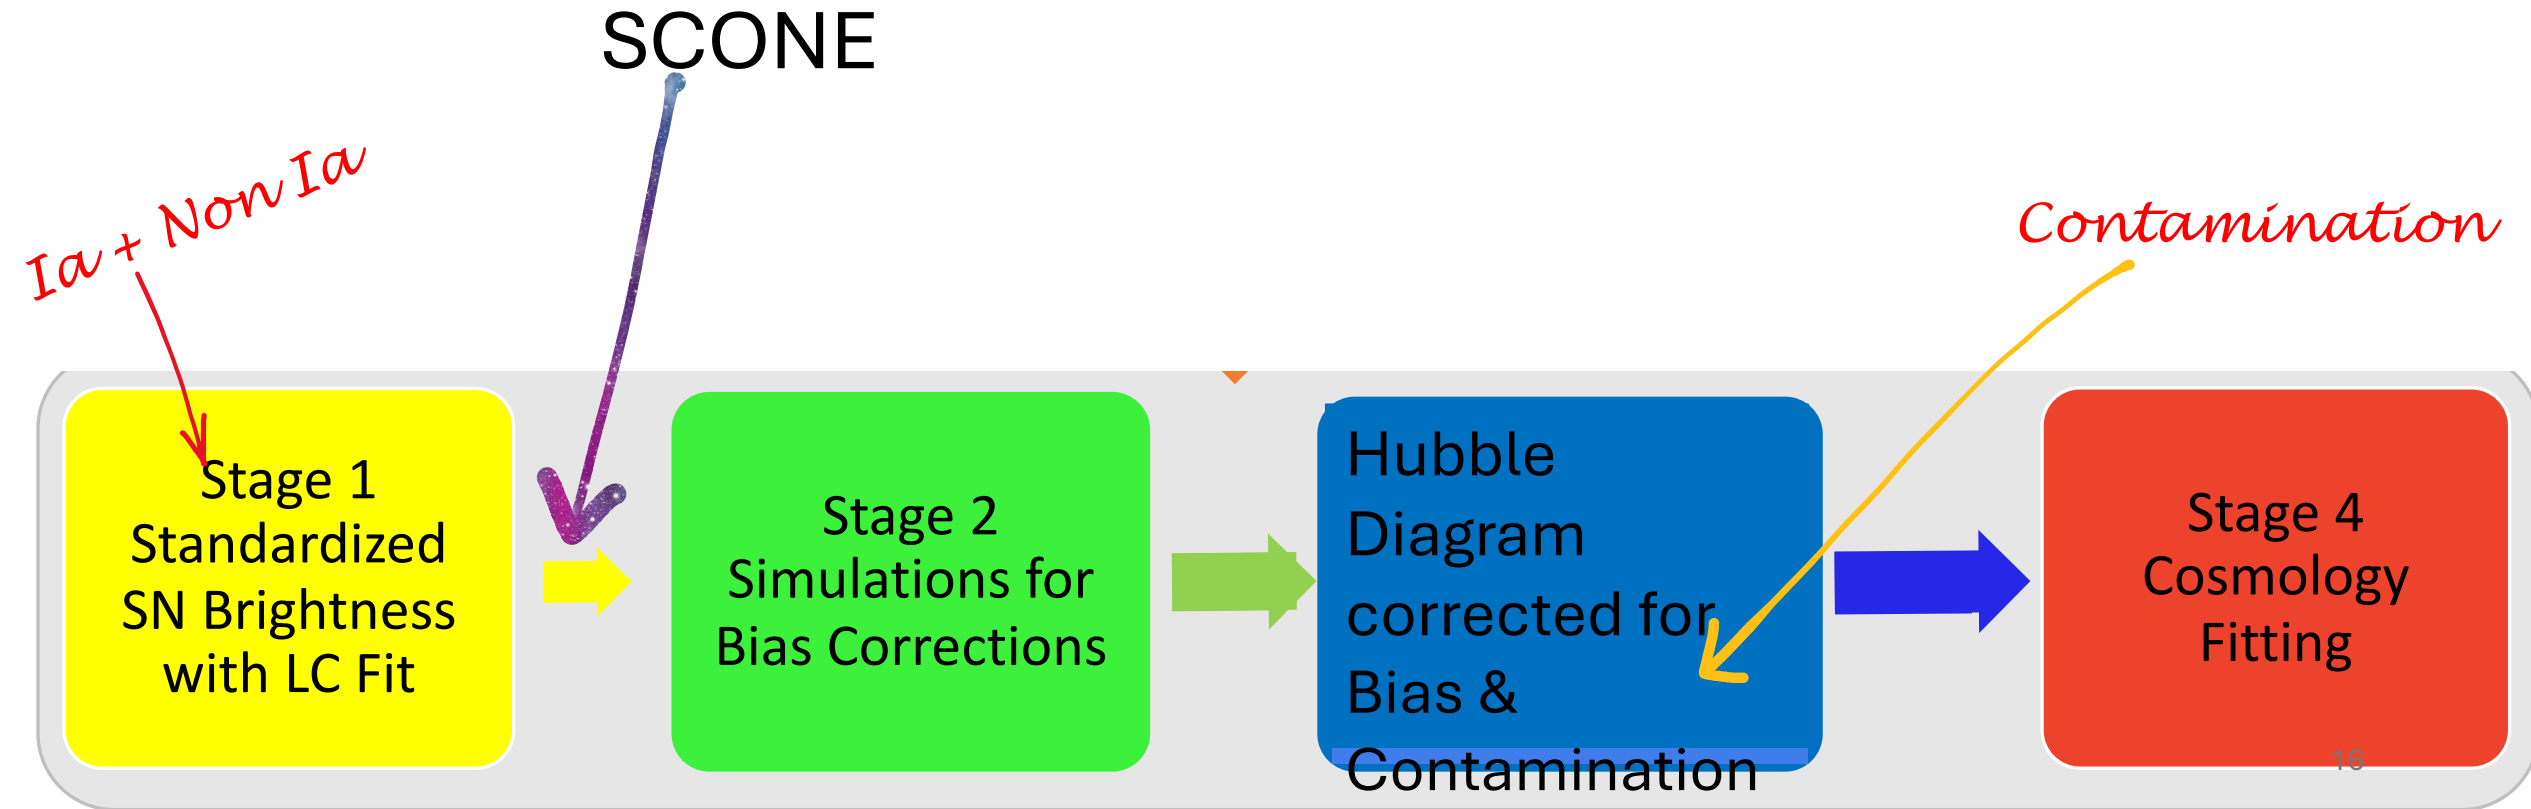 SCONE
Ia + Non Ia
Contamination
Stage 1
Standardized
SN Brightness
with LC Fit
Stage 2
Simulations for
Bias Corrections
Hubble
Diagram
corrected for
Bias &
Contamination
Stage 4
Cosmology
Fitting
16